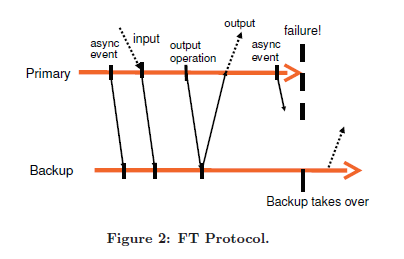 output
failure!
async
event
input
output
operation
async
event
Primary
Backup
Backup takes over
Figure 2: FT Protocol.